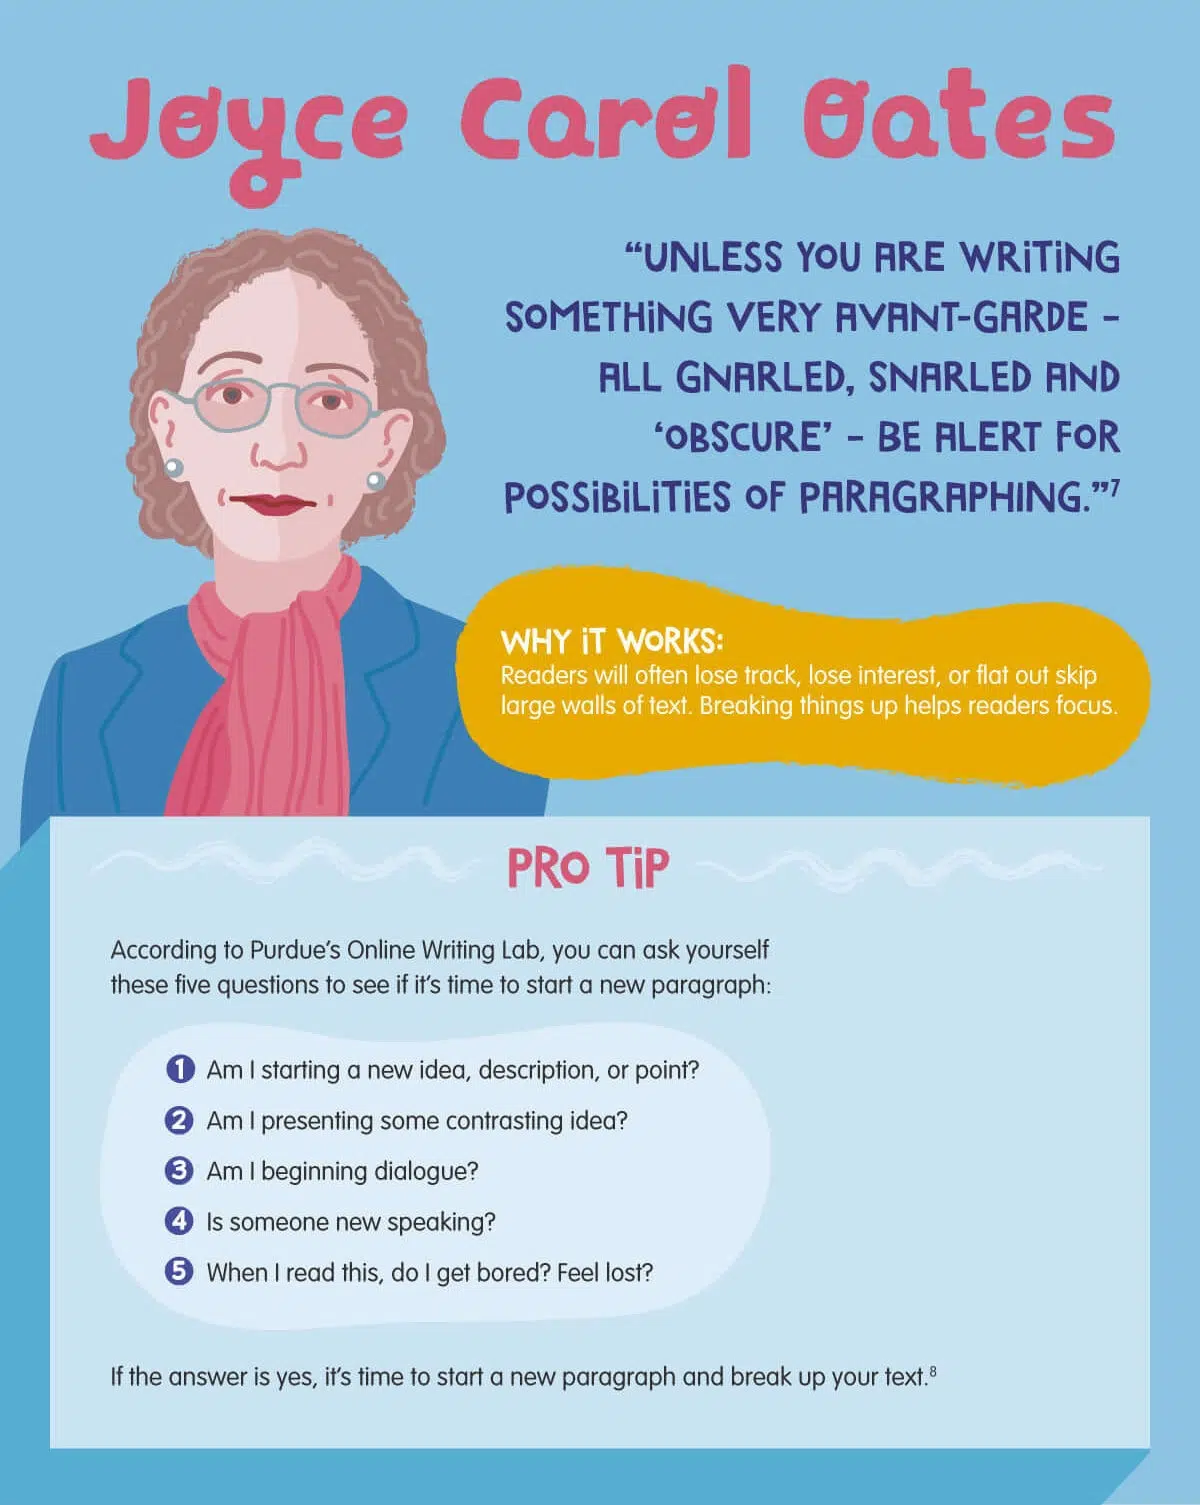 Joyce Carol Oates
“UNLESS YOU ARE WRiTiNG
SOMETHiNG VERY AVANT-GARDE –
ALL GNARLED, SNARLED AND
‘OBSCURE’ – BE ALERT FOR
POSSiBiLiTiES OF PARAGRAPHING.”⁷
WHY iT WORKS:
Readers will often lose track, lose interest, or flat out skip
large walls of text. Breaking things up helps readers focus.
PRO TiP
According to Purdue’s Online Writing Lab, you can ask yourself
these five questions to see if it’s time to start a new paragraph:
1 Am I starting a new idea, description, or point?
2 Am I presenting some contrasting idea?
3 Am I beginning dialogue?
4 Is someone new speaking?
5 When I read this, do I get bored? Feel lost?
If the answer is yes, it’s time to start a new paragraph and break up your text.⁸